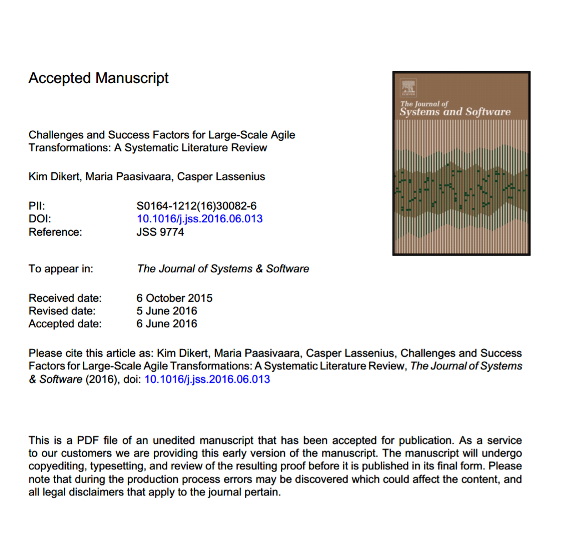 Accepted Manuscript
The Journal of
Systems and Software
Challenges and Success Factors for Large-Scale Agile
Transformations: A Systematic Literature Review
Kim Dikert, Maria Paasivaara, Casper Lassenius
PII: S0164-1212(16)30082-6
DOI: 10.1016/j.jss.2016.06.013
Reference: JSS 9774
To appear in: The Journal of Systems & Software
Received date: 6 October 2015
Revised date: 5 June 2016
Accepted date: 6 June 2016
Please cite this article as: Kim Dikert, Maria Paasivaara, Casper Lassenius, Challenges and Success
Factors for Large-Scale Agile Transformations: A Systematic Literature Review, The Journal of Systems
& Software (2016), doi: 10.1016/j.jss.2016.06.013
This is a PDF file of an unedited manuscript that has been accepted for publication. As a service
to our customers we are providing this early version of the manuscript. The manuscript will undergo
copyediting, typesetting, and review of the resulting proof before it is published in its final form. Please
note that during the production process errors may be discovered which could affect the content, and
all legal disclaimers that apply to the journal pertain.